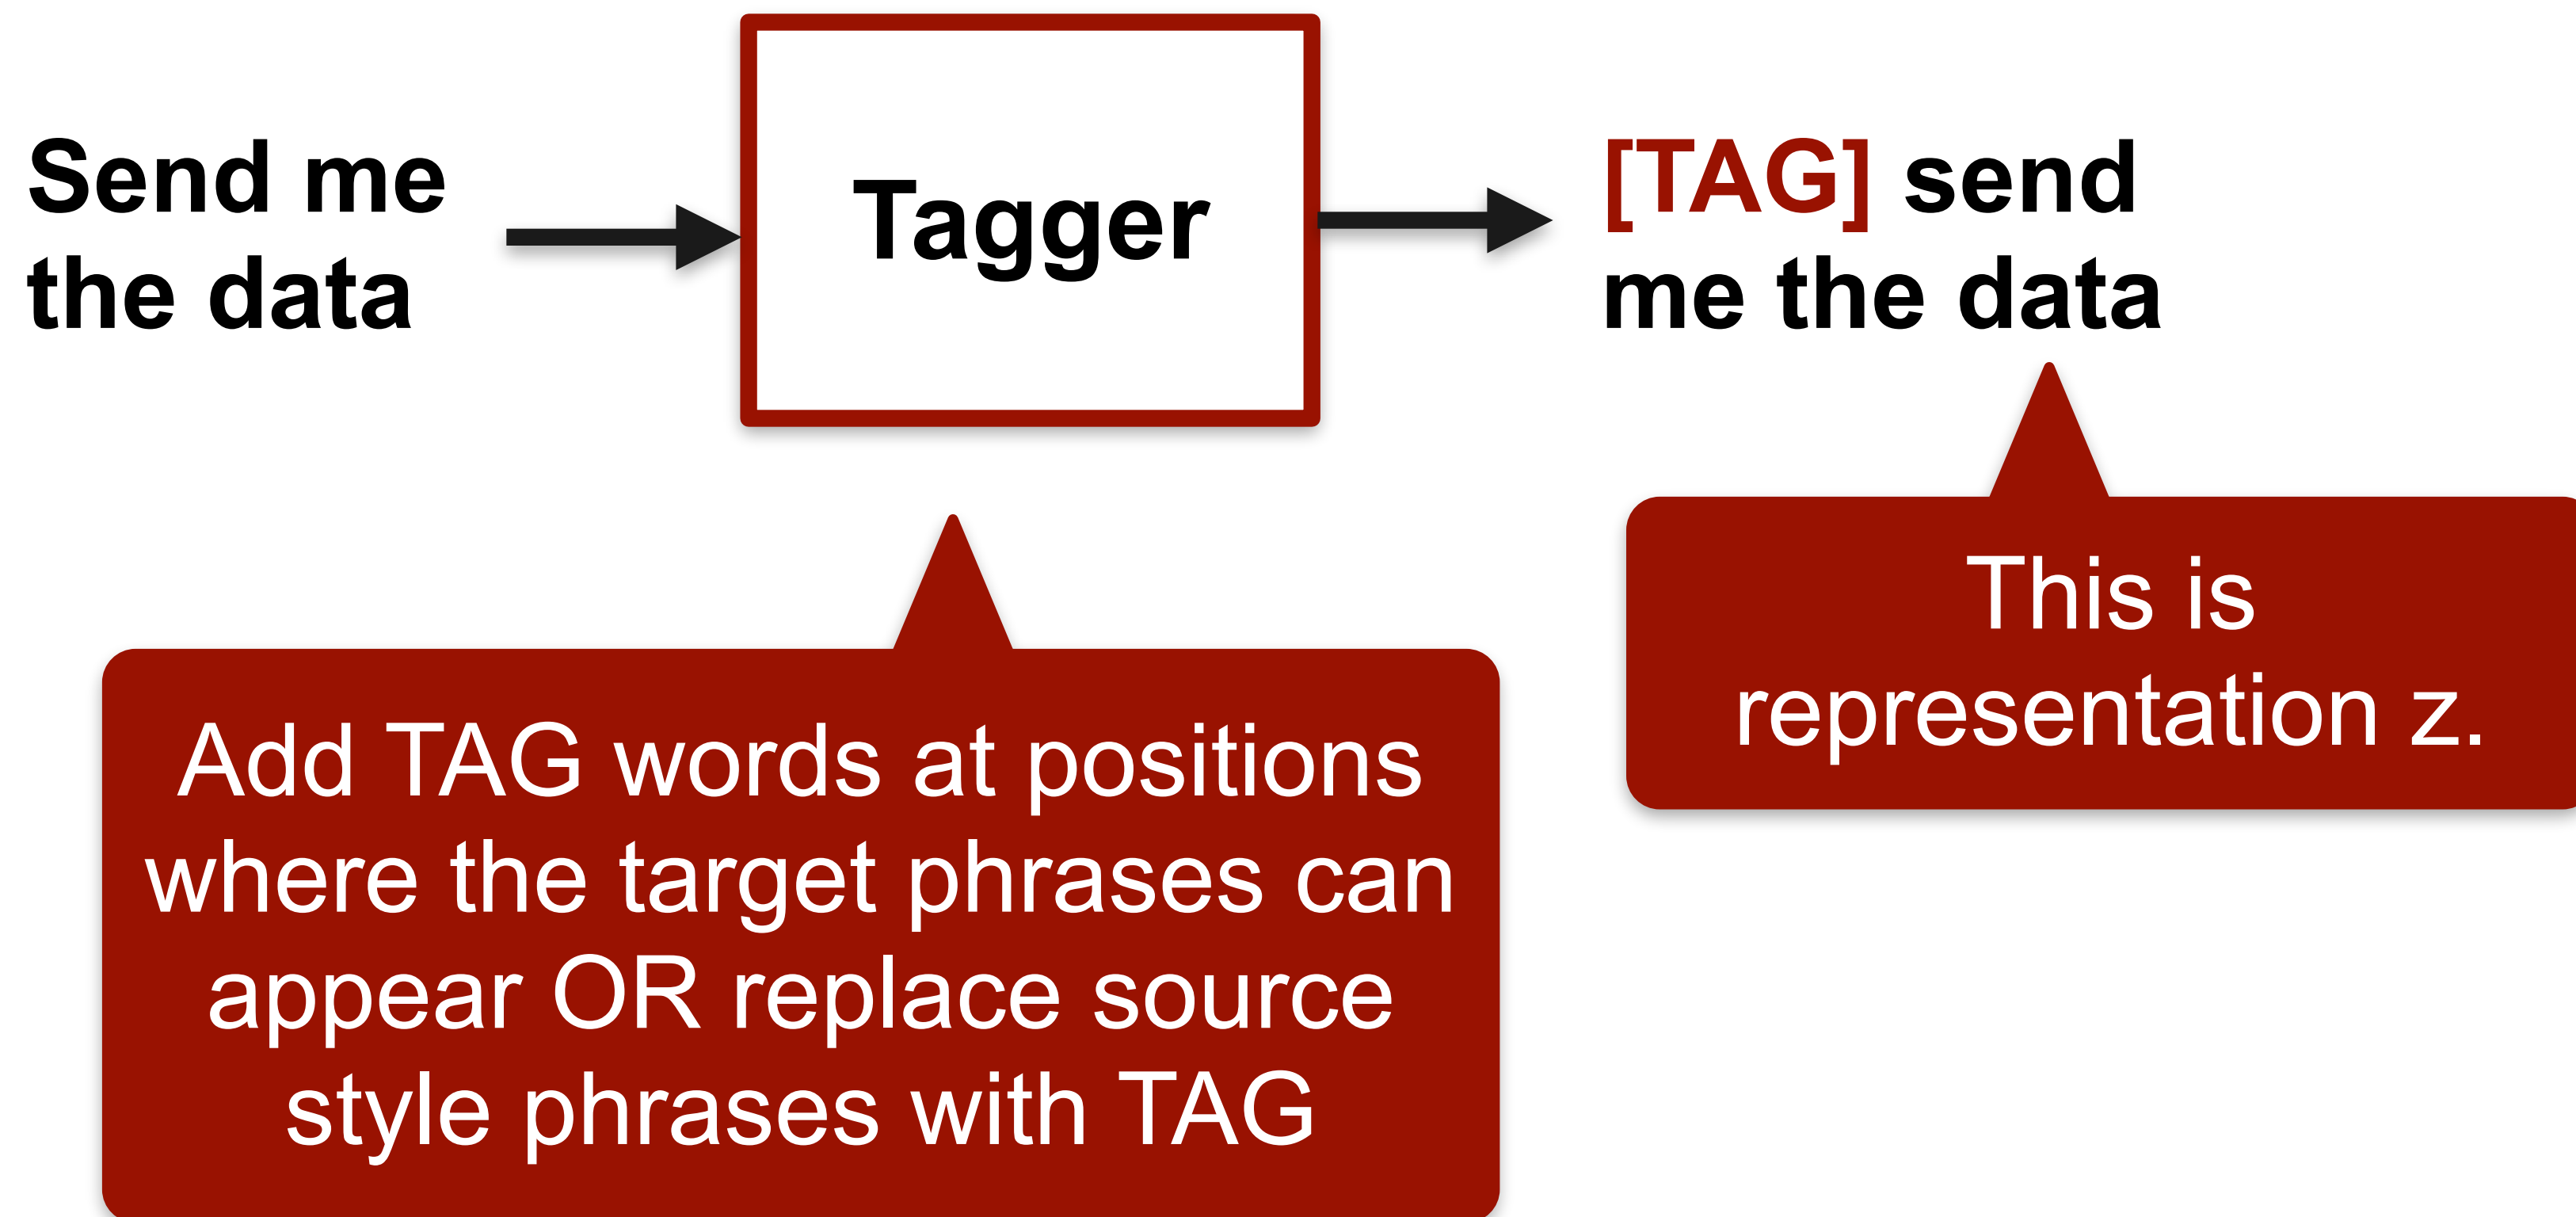 Send me
the data
Tagger
[TAG] send
me the data
This is
representation z.
Add TAG words at positions
where the target phrases can
appear OR replace source
style phrases with TAG